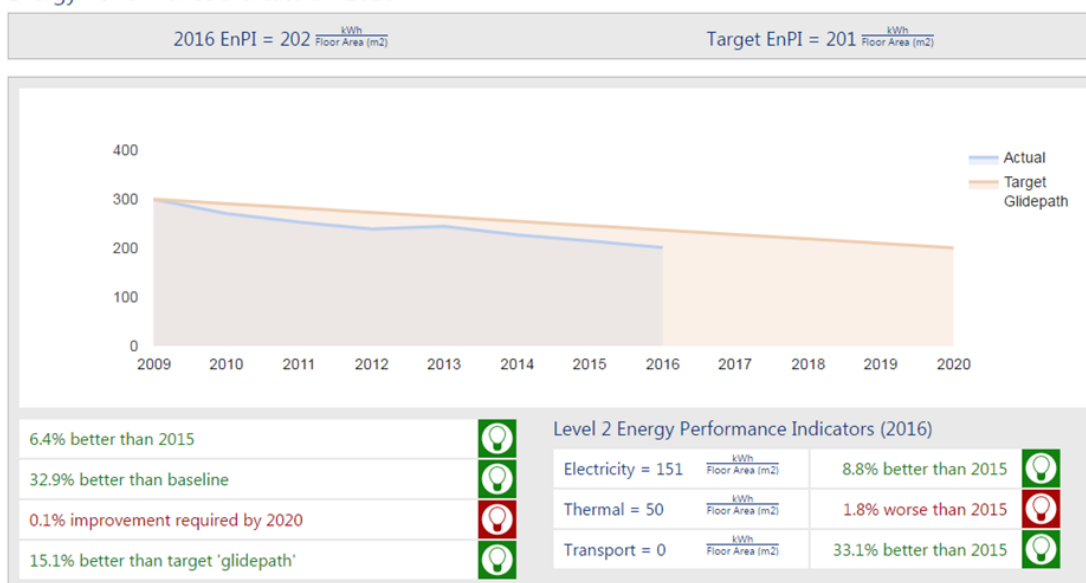 2016 EnPI = 202 kWh / Floor Area (m2)
Target EnPI = 201 kWh / Floor Area (m2)
400
300
200
100
0
2009 2010 2011 2012 2013 2014 2015 2016 2017 2018 2019 2020
Actual
Target
Glidepath
6.4% better than 2015
32.9% better than baseline
0.1% improvement required by 2020
15.1% better than target 'glidepath'
Level 2 Energy Performance Indicators (2016)
Electricity = 151 kWh / Floor Area (m2) 8.8% better than 2015
Thermal = 50 kWh / Floor Area (m2) 1.8% worse than 2015
Transport = 0 kWh / Floor Area (m2) 33.1% better than 2015